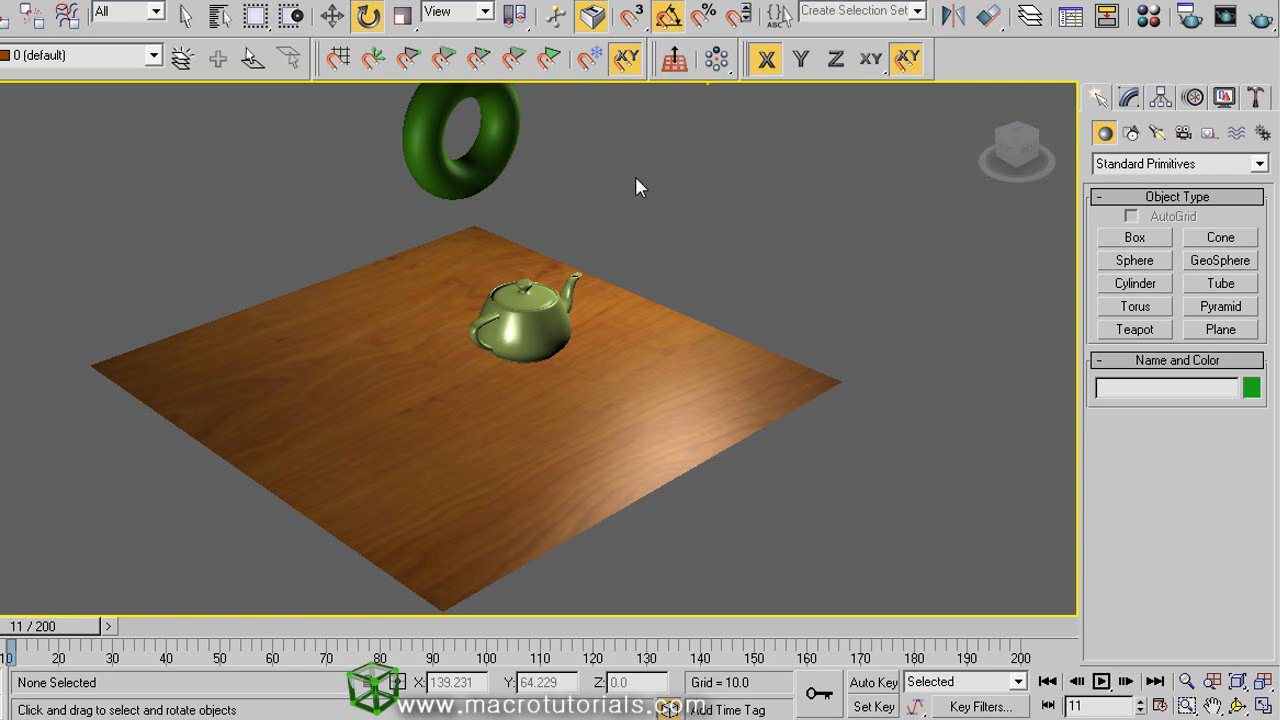 All
View
3
%
ABC
Create Selection Set
0 (default)
XY
X
Y
Z
XY
XY
Standard Primitives
- Object Type
AutoGrid
Box
Cone
Sphere
GeoSphere
Cylinder
Tube
Torus
Pyramid
Teapot
Plane
- Name and Color
11 / 200
>
10 20 30 40 50 60 70 80 90 100 110 120 130 140 150 160 170 180 190 200
None Selected
X: 139.231
Y: 64.229
Z: 0.0
Grid = 10.0
Auto Key
Selected
Click and drag to select and rotate objects
www.macrotutorials.com
Add Time Tag
Set Key
Key Filters...
11